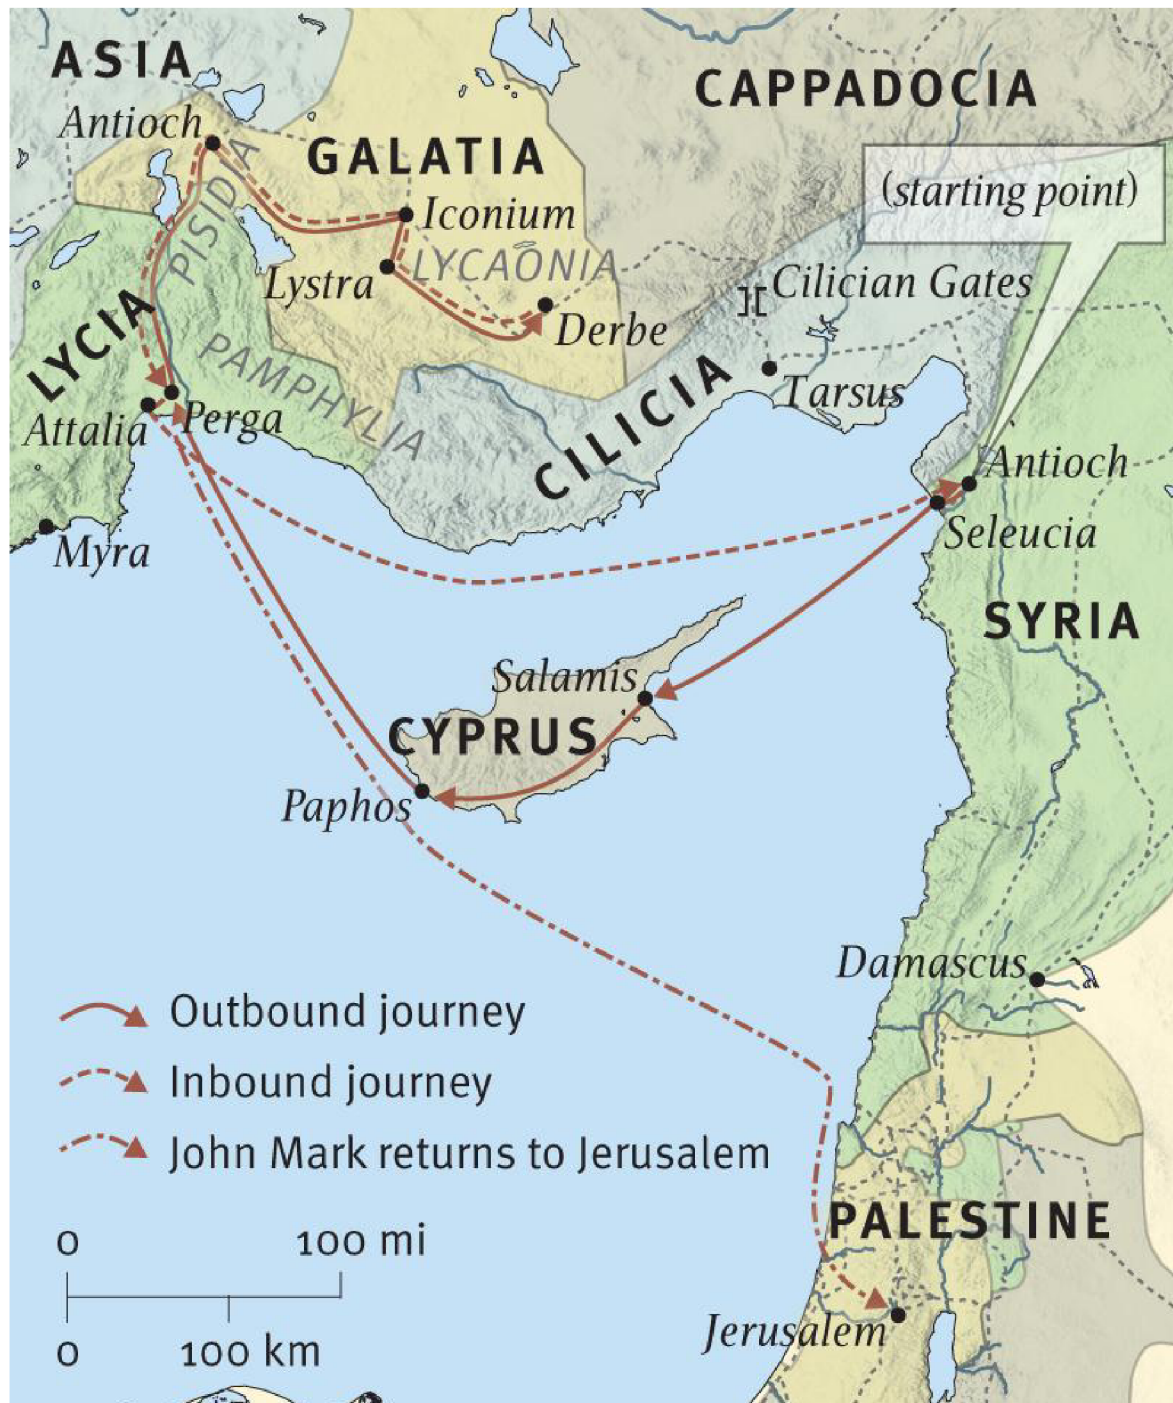 ASIA
CAPPADOCIA
Antioch
GALATIA
(starting point)
PISIDIA
Iconium
LYCAONIA
Lystra
Cilician Gates
Derbe
LYCIA
PAMPHYLIA
CILICIA
Tarsus
Attalia
Perga
Antioch
Seleucia
Myra
SYRIA
Salamis
CYPRUS
Paphos
Damascus
Outbound journey
Inbound journey
John Mark returns to Jerusalem
PALESTINE
0 100 mi
Jerusalem
0 100 km